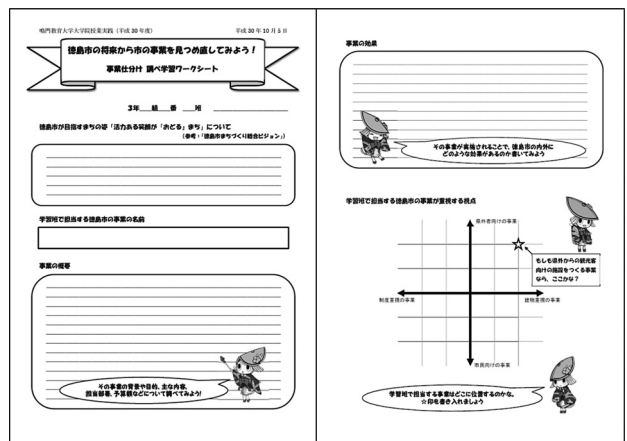 鳴門教育大学大学院授業実践（平成 30 年度）
平成 30 年 10 月 5 日
徳島市の将来から市の事業を見つめ直してみよう！
事業仕分け 調べ学習ワークシート
3年 組 番 班
徳島市が目指すまちの姿「活力ある笑顔が「おどる」まち」について
（参考：「徳島市まちづくり総合ビジョン」）
学習班で担当する徳島市の事業の名前
事業の概要
その事業の背景や目的、主な内容、
担当部署、予算額などについて調べてみよう！
事業の効果
その事業が実施されることで、徳島市の内外に
どのような効果があるのか書いてみよう
学習班で担当する徳島市の事業が重視する視点
県外者向けの事業
もしも県外からの観光客
向けの施設をつくる事業
なら、ここかな？
制度重視の事業
建物重視の事業
市民向けの事業
学習班で担当する事業はどこに位置するのかな。
☆印を書き入れましょう